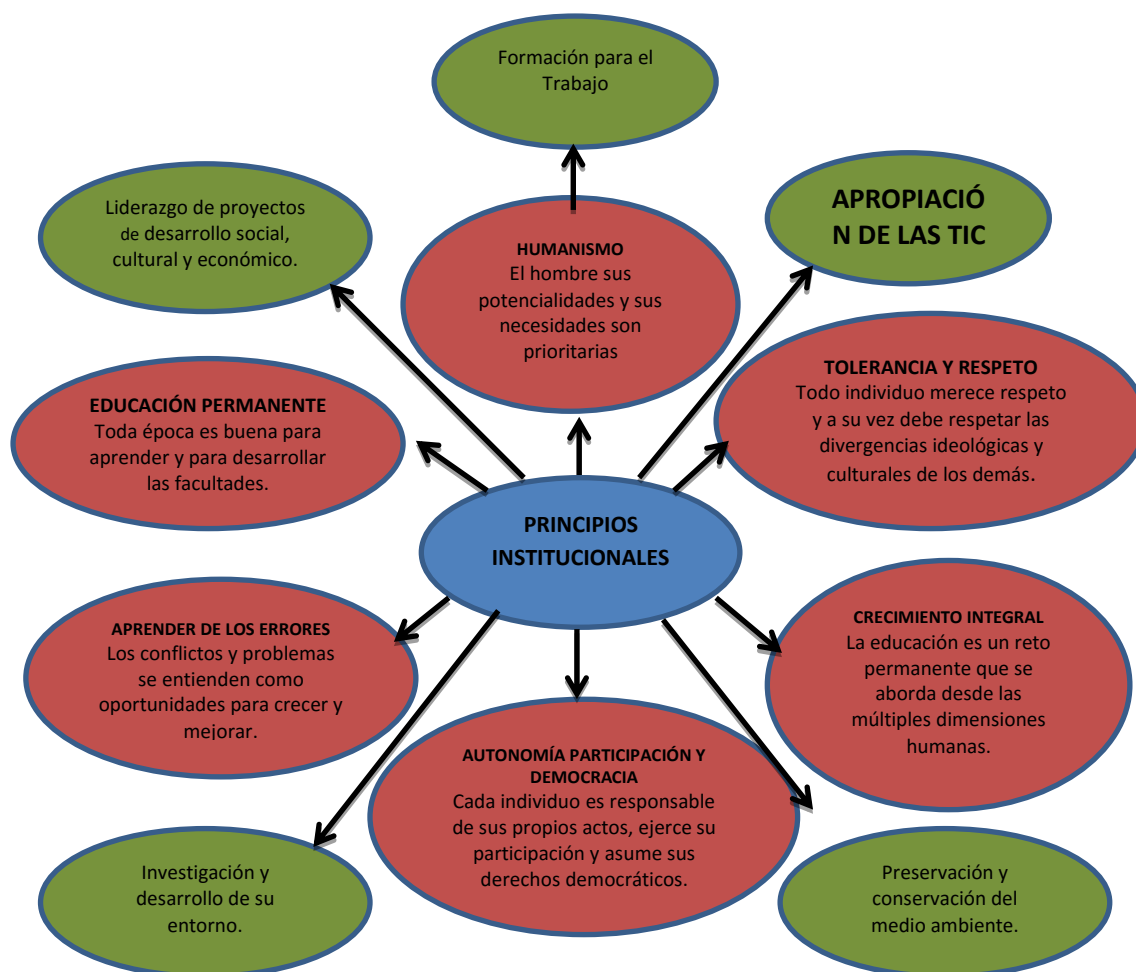 Formación para el
Trabajo
Liderazgo de proyectos
de desarrollo social,
cultural y económico.
APROPIACIÓ
N DE LAS TIC
HUMANISMO
El hombre sus
potencialidades y sus
necesidades son
prioritarias
EDUCACIÓN PERMANENTE
Toda época es buena para
aprender y para desarrollar
las facultades.
TOLERANCIA Y RESPETO
Todo individuo merece respeto
y a su vez debe respetar las
divergencias ideológicas y
culturales de los demás.
PRINCIPIOS
INSTITUCIONALES
APRENDER DE LOS ERRORES
Los conflictos y problemas
se entienden como
oportunidades para crecer y
mejorar.
CRECIMIENTO INTEGRAL
La educación es un reto
permanente que se
aborda desde las
múltiples dimensiones
humanas.
AUTONOMÍA PARTICIPACIÓN Y
DEMOCRACIA
Cada individuo es responsable
de sus propios actos, ejerce su
participación y asume sus
derechos democráticos.
Investigación y
desarrollo de su
entorno.
Preservación y
conservación del
medio ambiente.